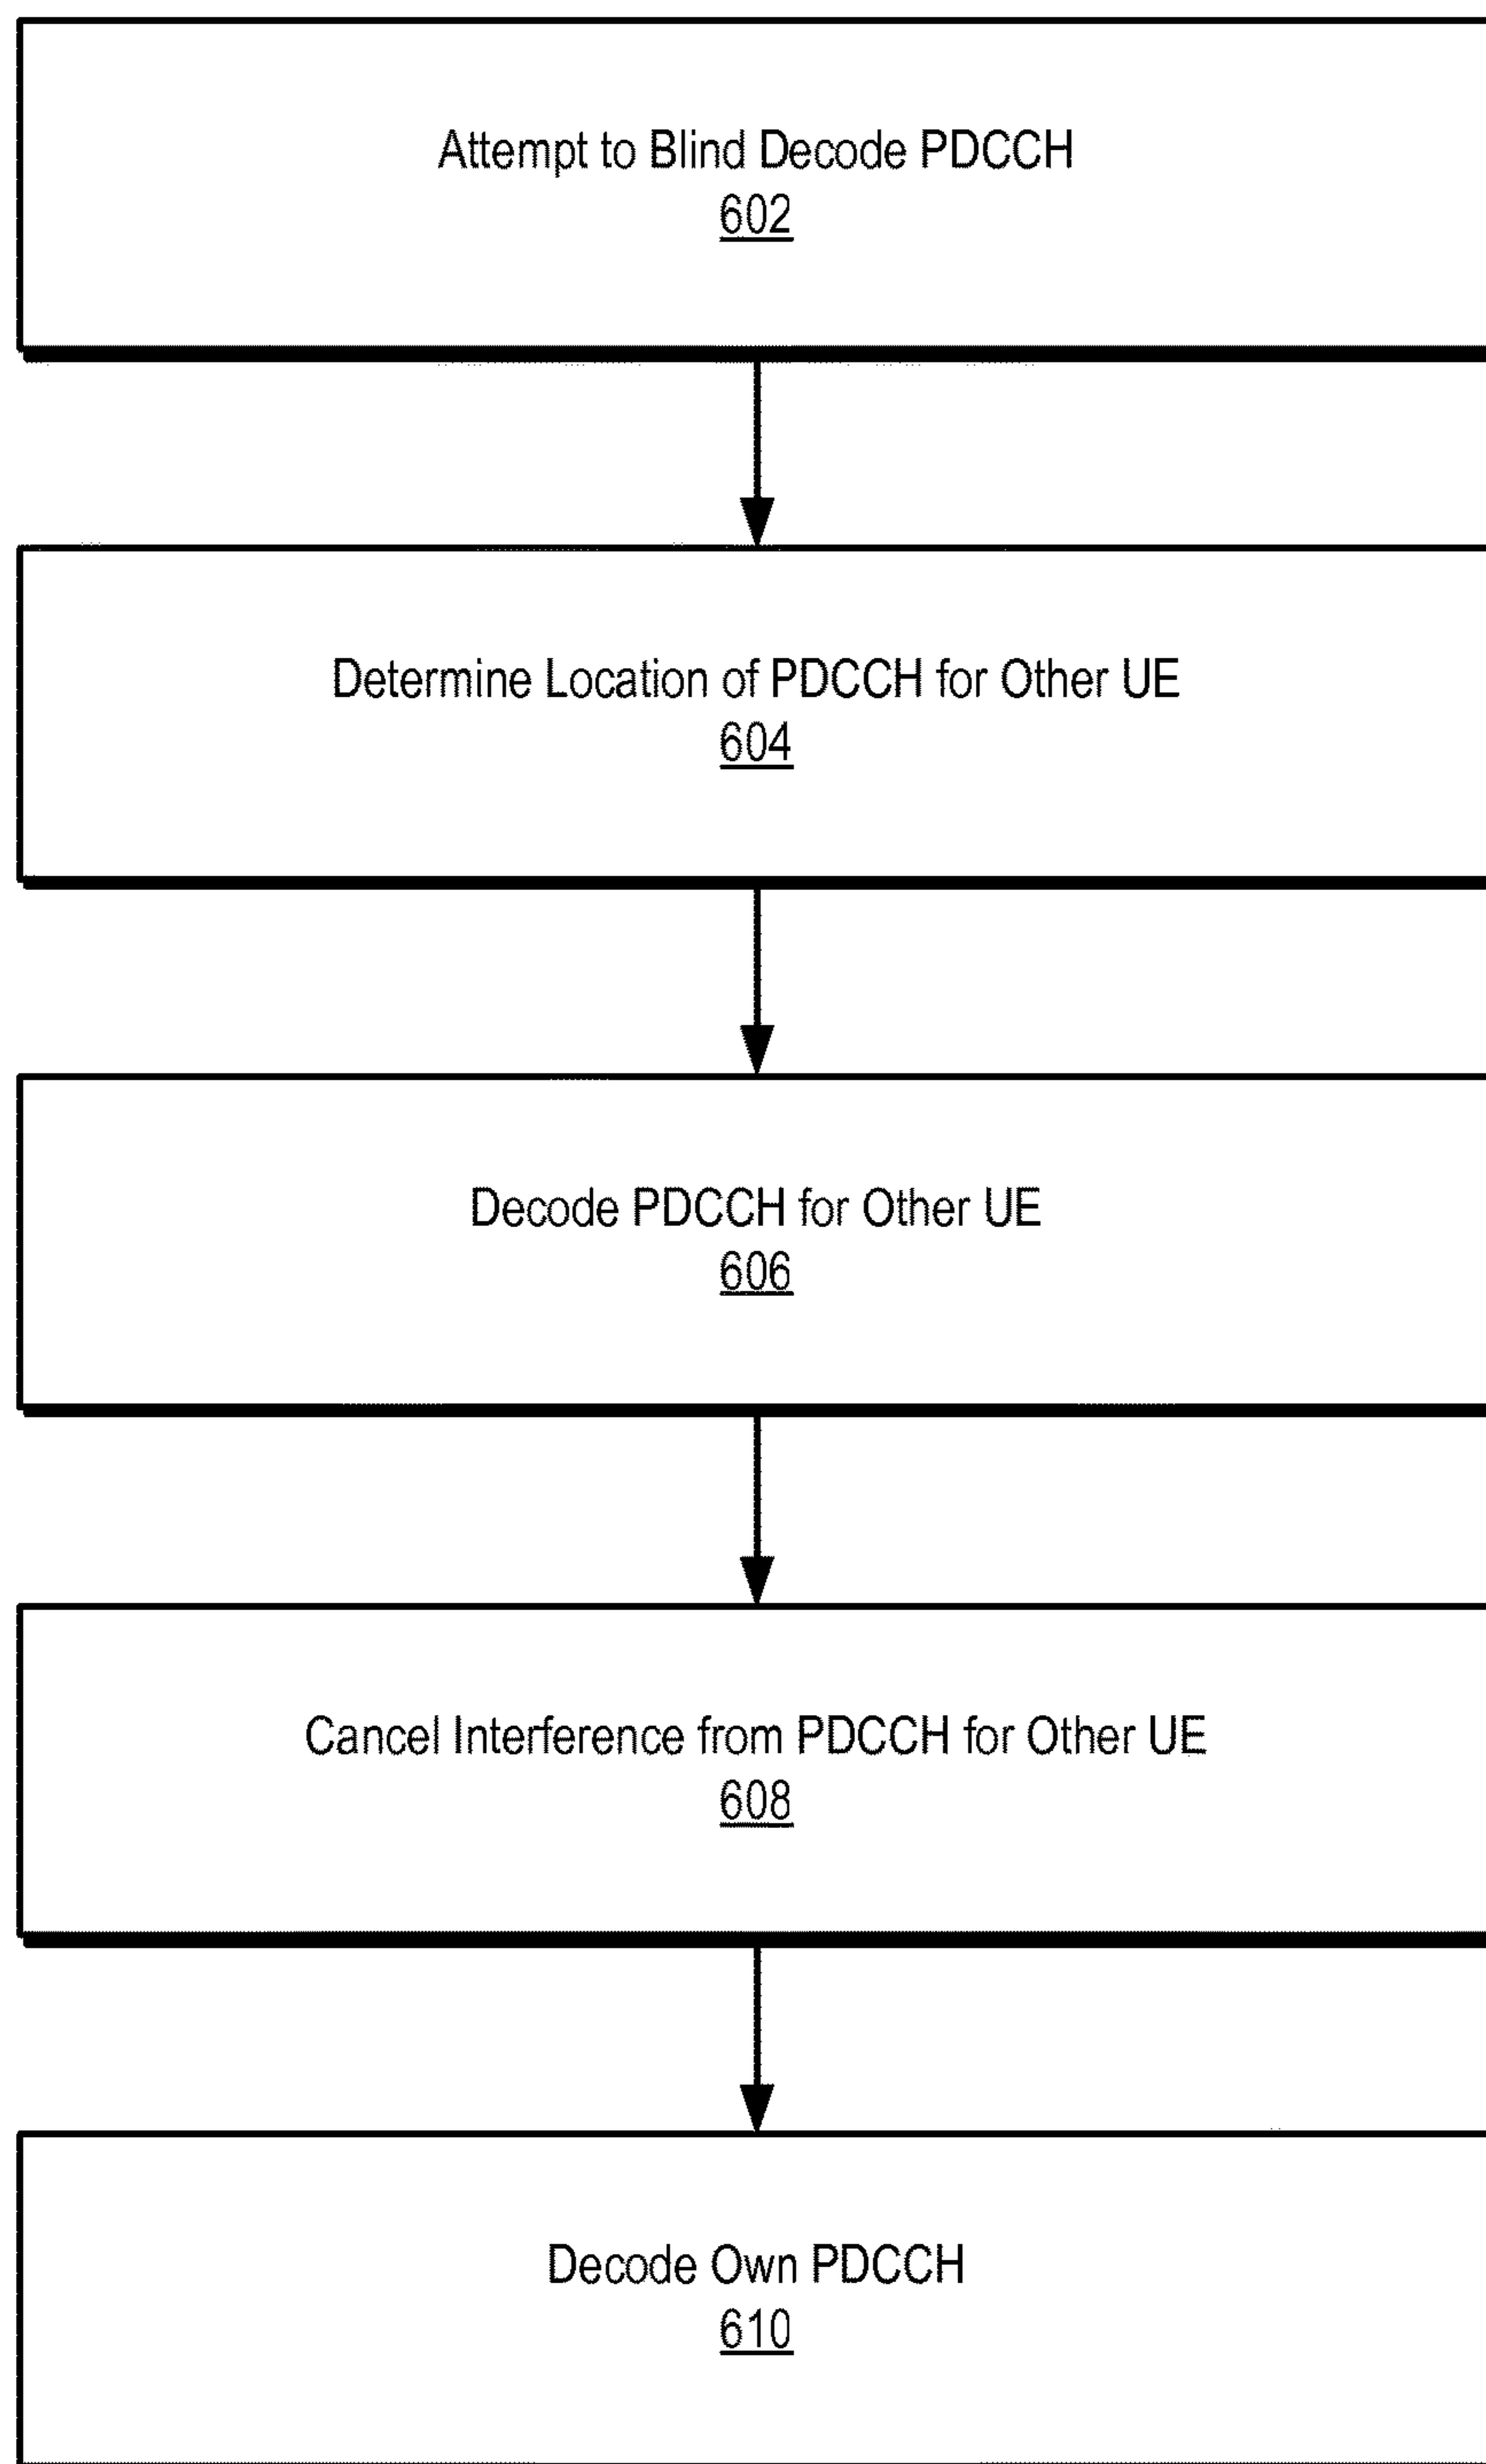 Attempt to Blind Decode PDCCH
602
Determine Location of PDCCH for Other UE
604
Decode PDCCH for Other UE
606
Cancel Interference from PDCCH for Other UE
608
Decode Own PDCCH
610